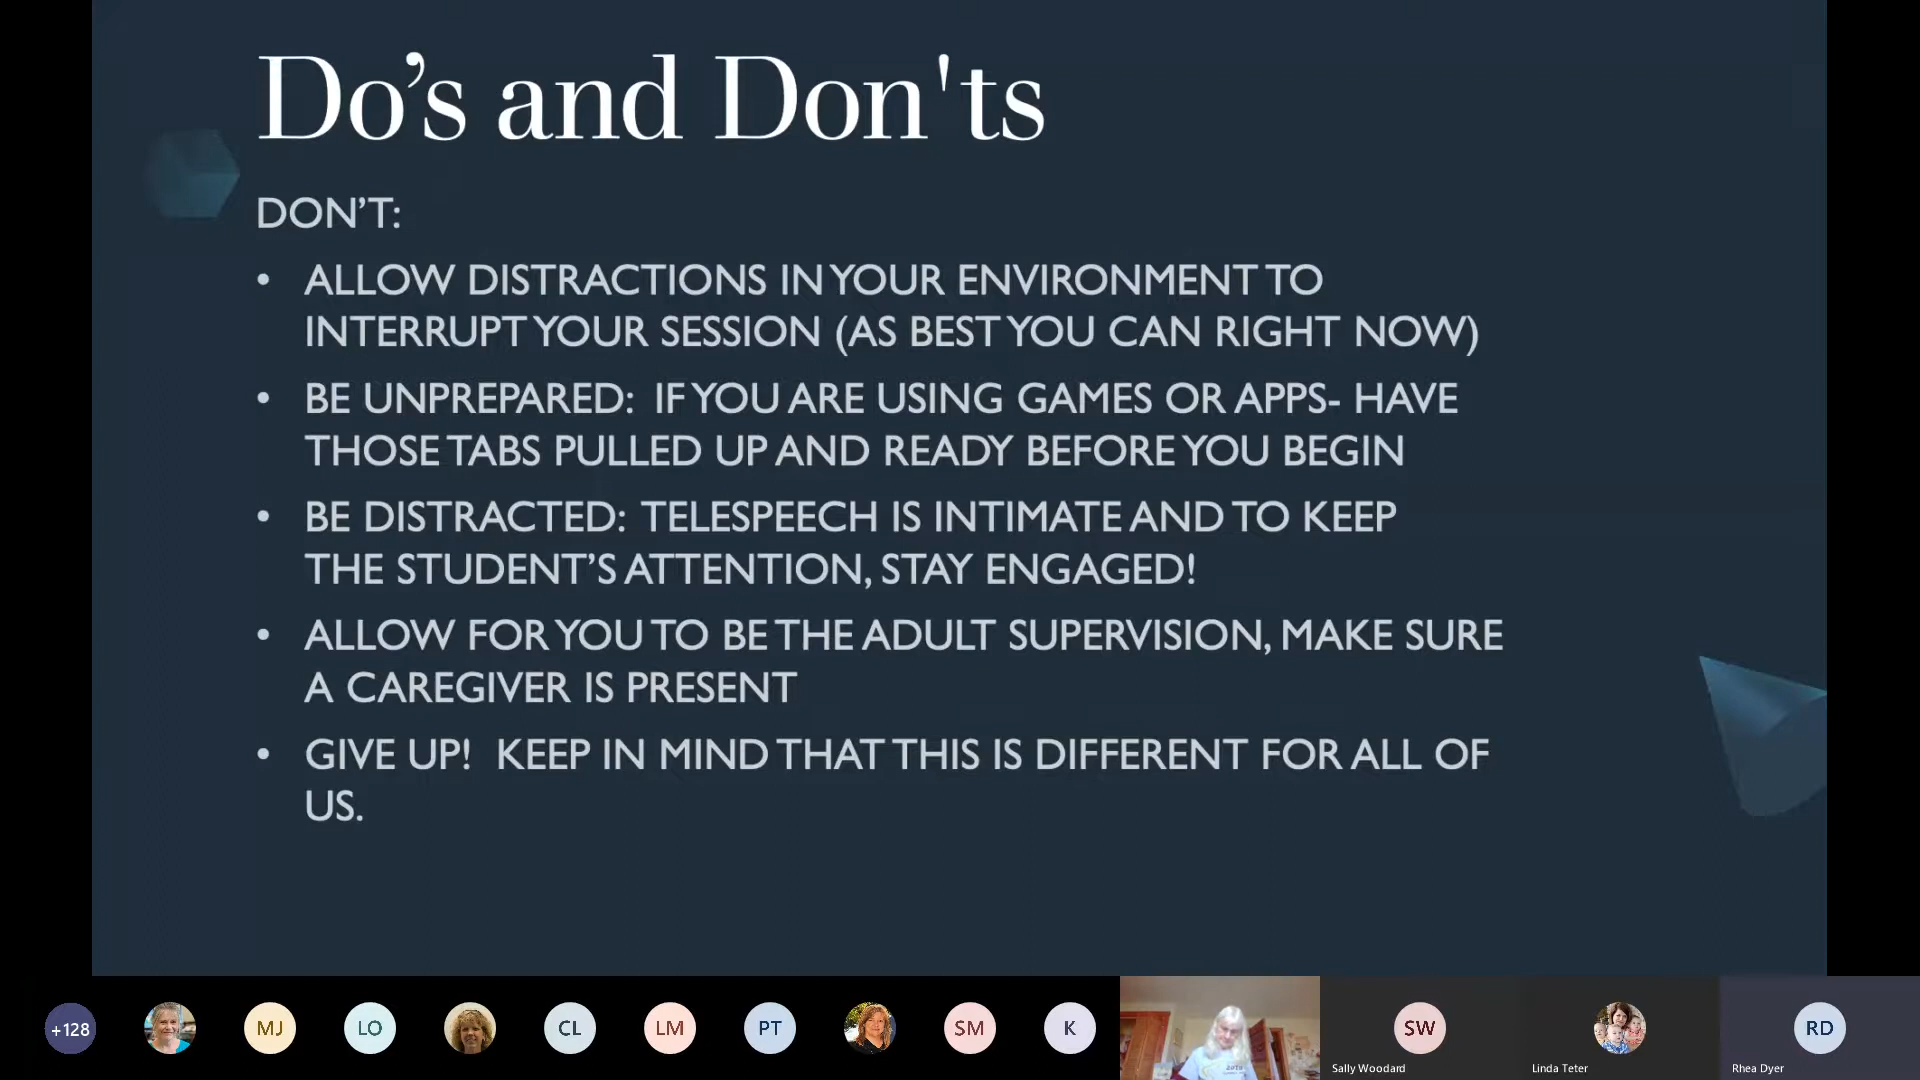 Do’s and Don'ts
DON’T:
• ALLOW DISTRACTIONS IN YOUR ENVIRONMENT TO
INTERRUPT YOUR SESSION (AS BEST YOU CAN RIGHT NOW)
• BE UNPREPARED: IF YOU ARE USING GAMES OR APPS- HAVE
THOSE TABS PULLED UP AND READY BEFORE YOU BEGIN
• BE DISTRACTED: TELESPEECH IS INTIMATE AND TO KEEP
THE STUDENT’S ATTENTION, STAY ENGAGED!
• ALLOW FOR YOU TO BE THE ADULT SUPERVISION, MAKE SURE
A CAREGIVER IS PRESENT
• GIVE UP! KEEP IN MIND THAT THIS IS DIFFERENT FOR ALL OF
US.
+128 MJ LO CL LM PT SM K SW RD
Sally Woodard Linda Teter Rhea Dyer